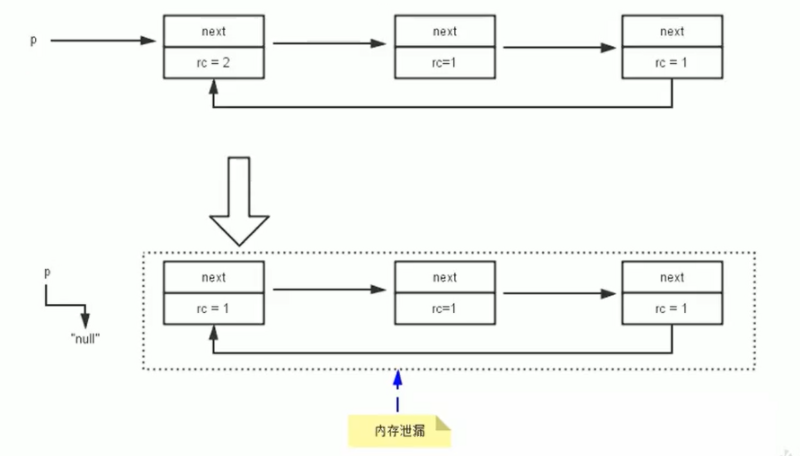 p
next
next
next
rc = 2
rc=1
rc = 1
p
next
next
next
rc = 1
rc=1
rc = 1
"null"
内存泄漏